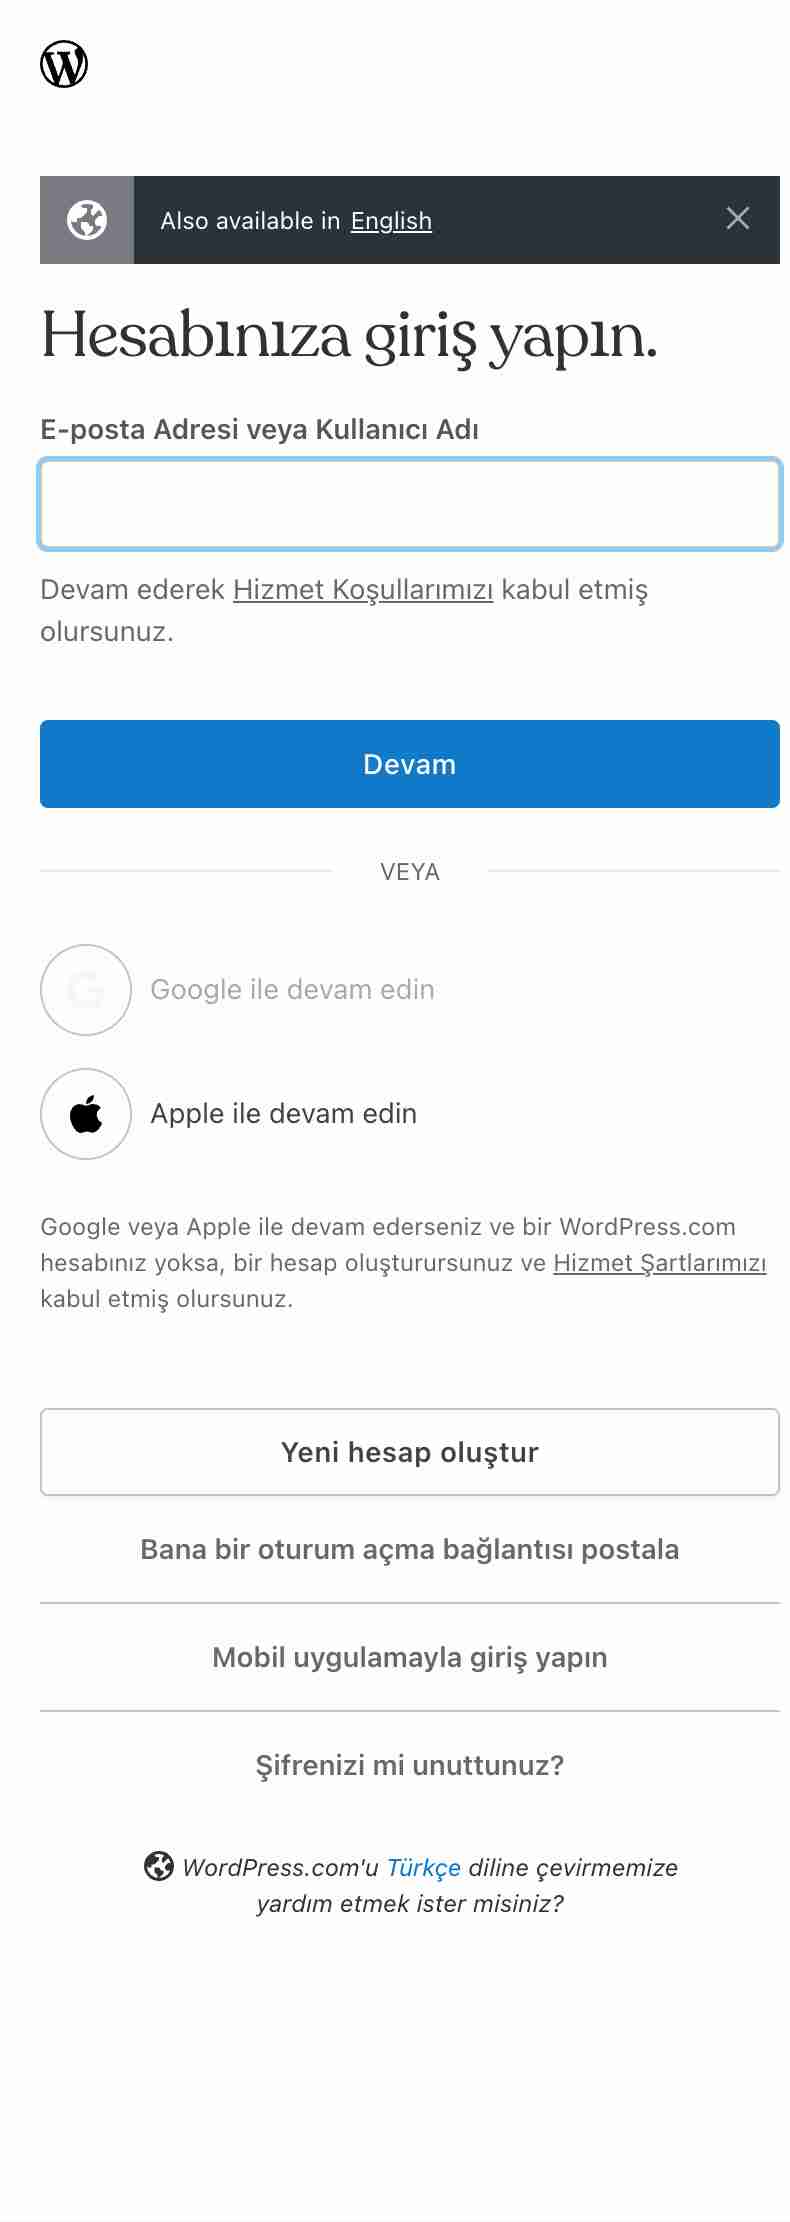 Also available in English
Hesabınıza giriş yapın.
E-posta Adresi veya Kullanıcı Adı
Devam ederek Hizmet Koşullarımızı kabul etmiş
olursunuz.
Devam
VEYA
Google ile devam edin
Apple ile devam edin
Google veya Apple ile devam ederseniz ve bir WordPress.com
hesabınız yoksa, bir hesap oluşturursunuz ve Hizmet Şartlarımızı
kabul etmiş olursunuz.
Yeni hesap oluştur
Bana bir oturum açma bağlantısı postala
Mobil uygulamayla giriş yapın
Şifrenizi mi unuttunuz?
WordPress.com'u Türkçe diline çevirmemize
yardım etmek ister misiniz?